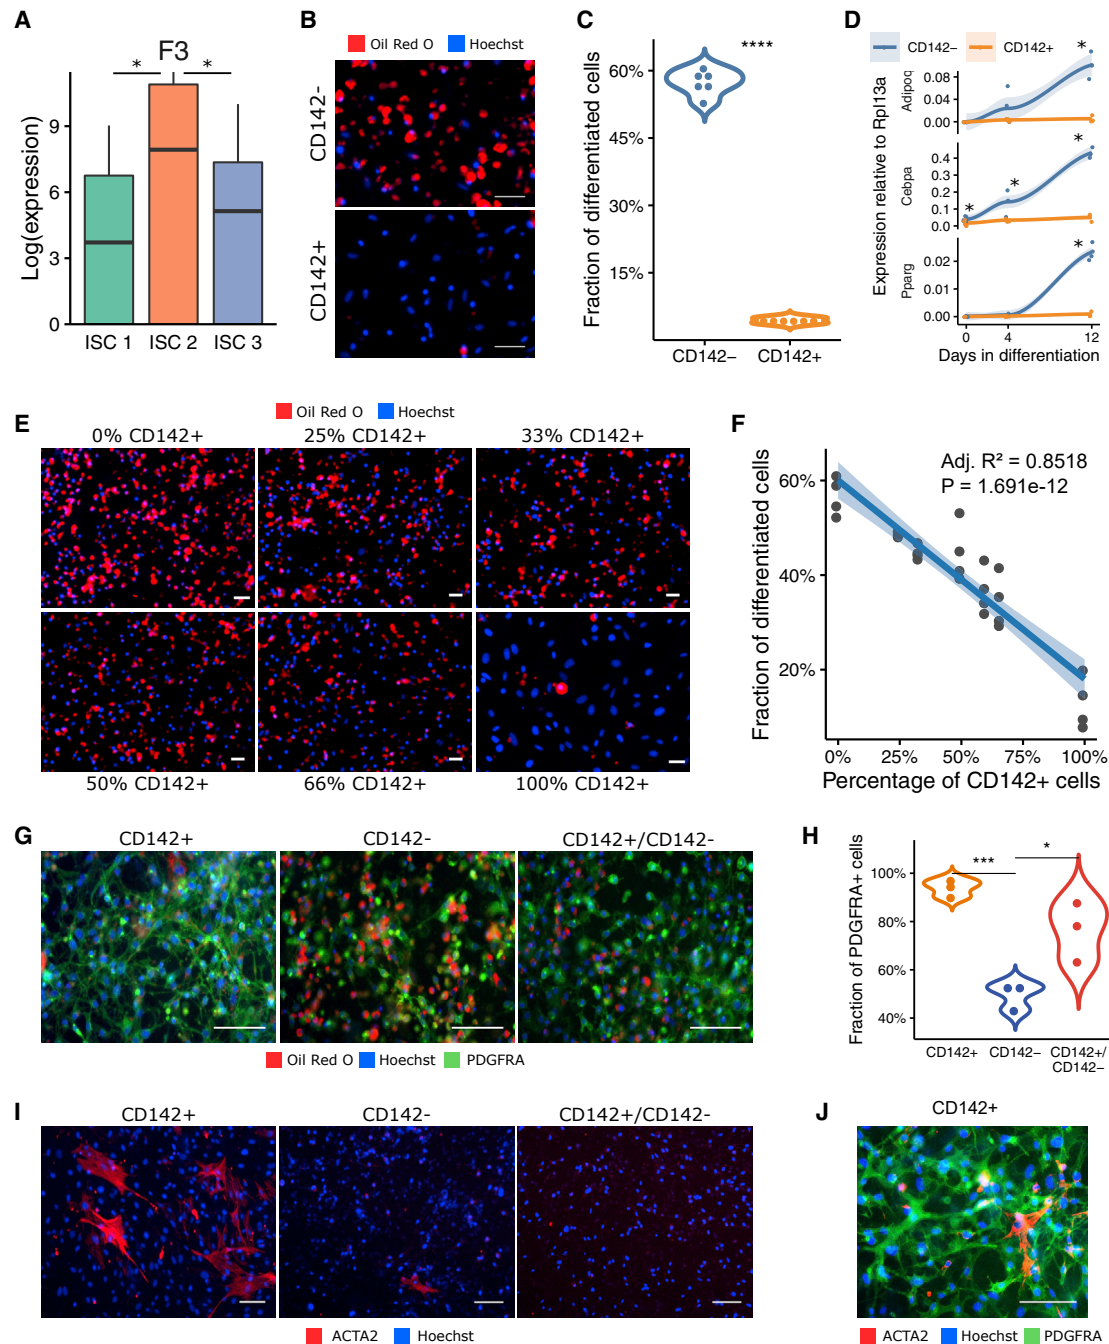 A
F3
*
*
Log(expression)
9
6
3
0
ISC 1
ISC 2
ISC 3
B
Oil Red O
Hoechst
CD142-
CD142+
C
Fraction of differentiated cells
****
60%
45%
30%
15%
CD142−
CD142+
D
CD142−
CD142+
Expression relative to Rpl13a
Adipoq
0.08
0.04
0.00
*
Cebpa
0.4
0.3
0.2
0.1
0.0
*
*
*
Pparg
0.02
0.01
0.00
*
0
4
12
Days in differentiation
E
Oil Red O
Hoechst
0% CD142+
25% CD142+
33% CD142+
50% CD142+
66% CD142+
100% CD142+
F
Adj. R² = 0.8518
P = 1.691e-12
Fraction of differentiated cells
60%
40%
20%
0%
25%
50%
75%
100%
Percentage of CD142+ cells
G
CD142+
CD142-
CD142+/CD142-
Oil Red O
Hoechst
PDGFRA
H
Fraction of PDGFRA+ cells
***
*
100%
80%
60%
40%
CD142+
CD142−
CD142+/
CD142−
I
CD142+
CD142-
CD142+/CD142-
ACTA2
Hoechst
J
CD142+
ACTA2
Hoechst
PDGFRA